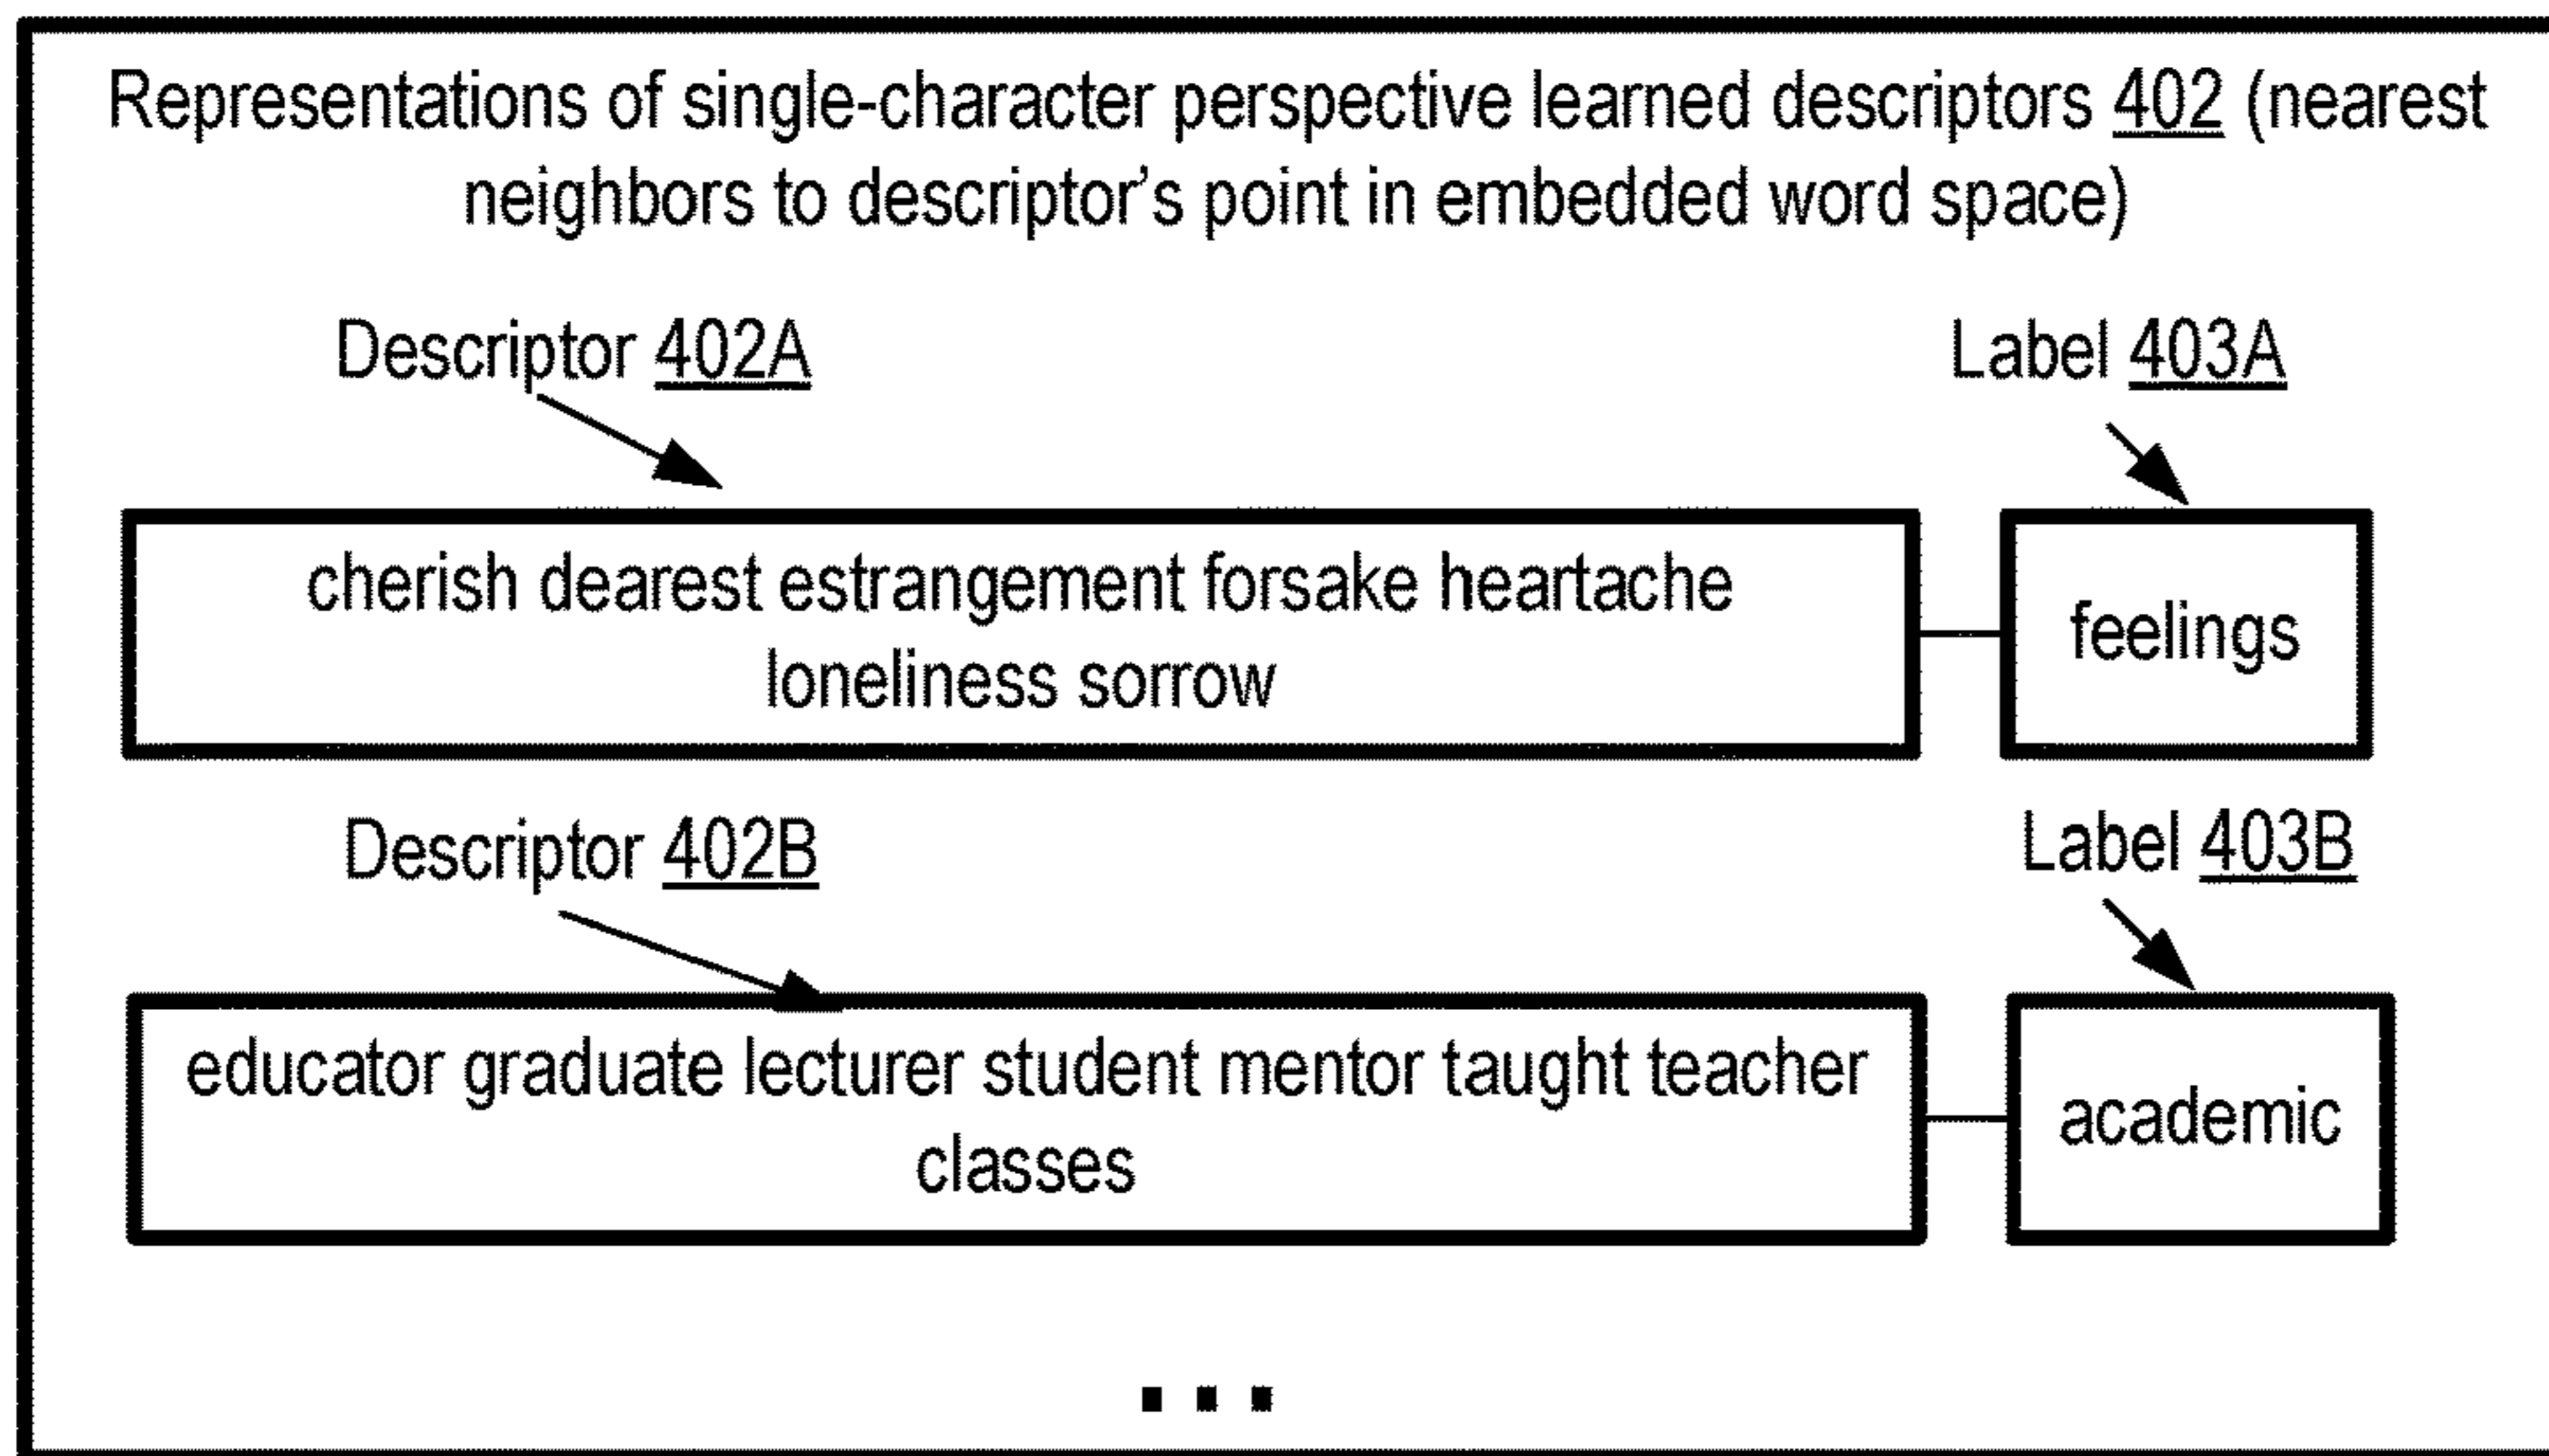 Representations of single-character perspective learned descriptors 402 (nearest
neighbors to descriptor's point in embedded word space)
Descriptor 402A
Label 403A
cherish dearest estrangement forsake heartache
loneliness sorrow
feelings
Descriptor 402B
Label 403B
educator graduate lecturer student mentor taught teacher
classes
academic
...